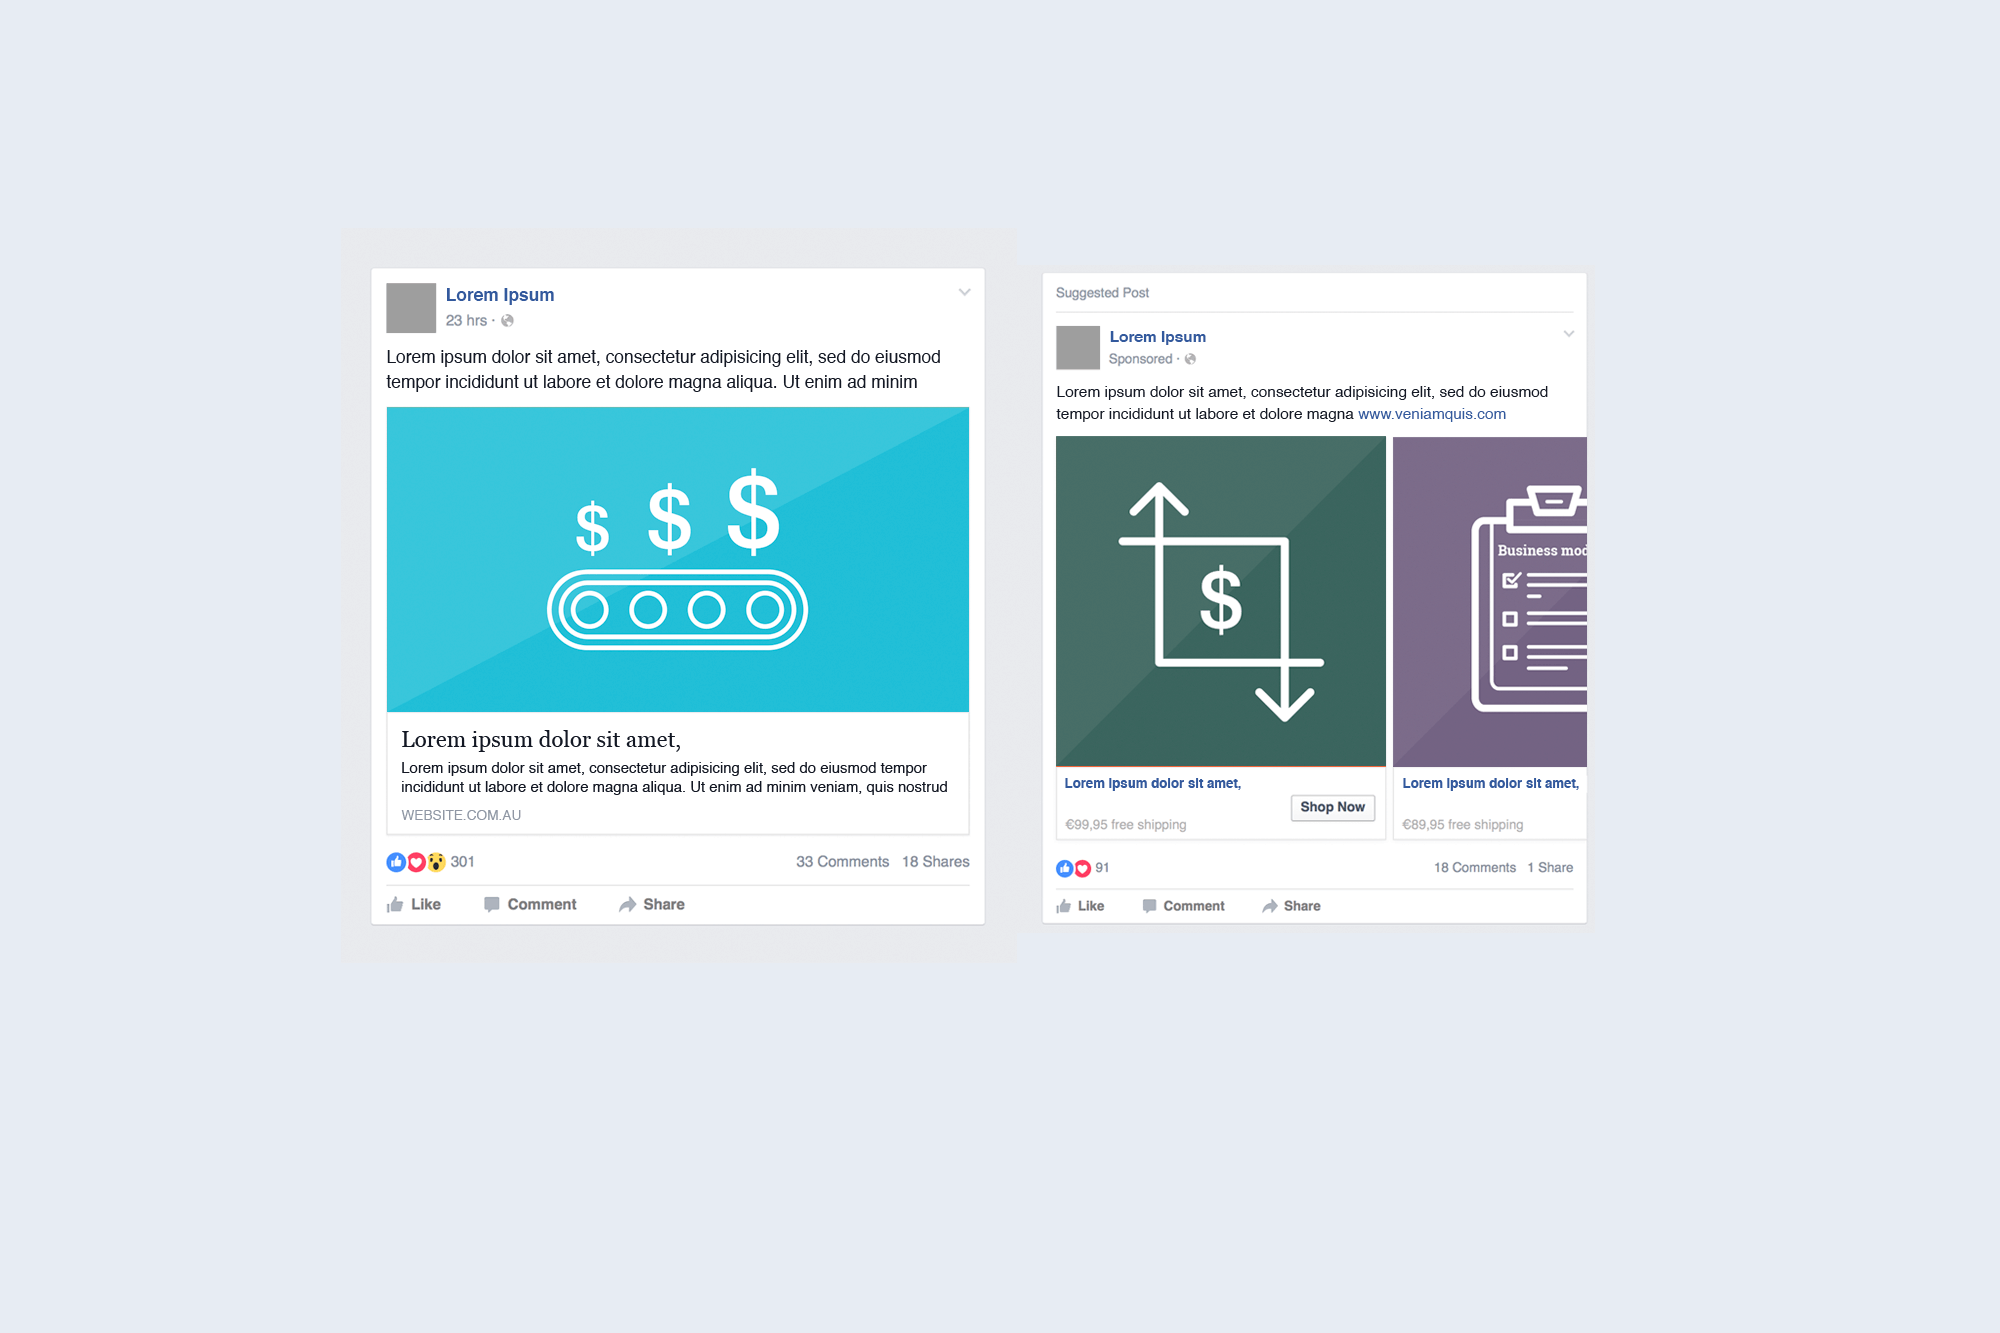 Lorem Ipsum
23 hrs ·
Lorem ipsum dolor sit amet, consectetur adipisicing elit, sed do eiusmod
tempor incididunt ut labore et dolore magna aliqua. Ut enim ad minim
$ $ $
Lorem ipsum dolor sit amet,
Lorem ipsum dolor sit amet, consectetur adipisicing elit, sed do eiusmod tempor
incididunt ut labore et dolore magna aliqua. Ut enim ad minim veniam, quis nostrud
WEBSITE.COM.AU
301 33 Comments 18 Shares
Like Comment Share
Suggested Post
Lorem Ipsum
Sponsored ·
Lorem ipsum dolor sit amet, consectetur adipisicing elit, sed do eiusmod
tempor incididunt ut labore et dolore magna www.veniamquis.com
$
Business mod
Lorem ipsum dolor sit amet,
Shop Now
€99,95 free shipping
Lorem ipsum dolor sit amet,
€89,95 free shipping
91 18 Comments 1 Share
Like Comment Share